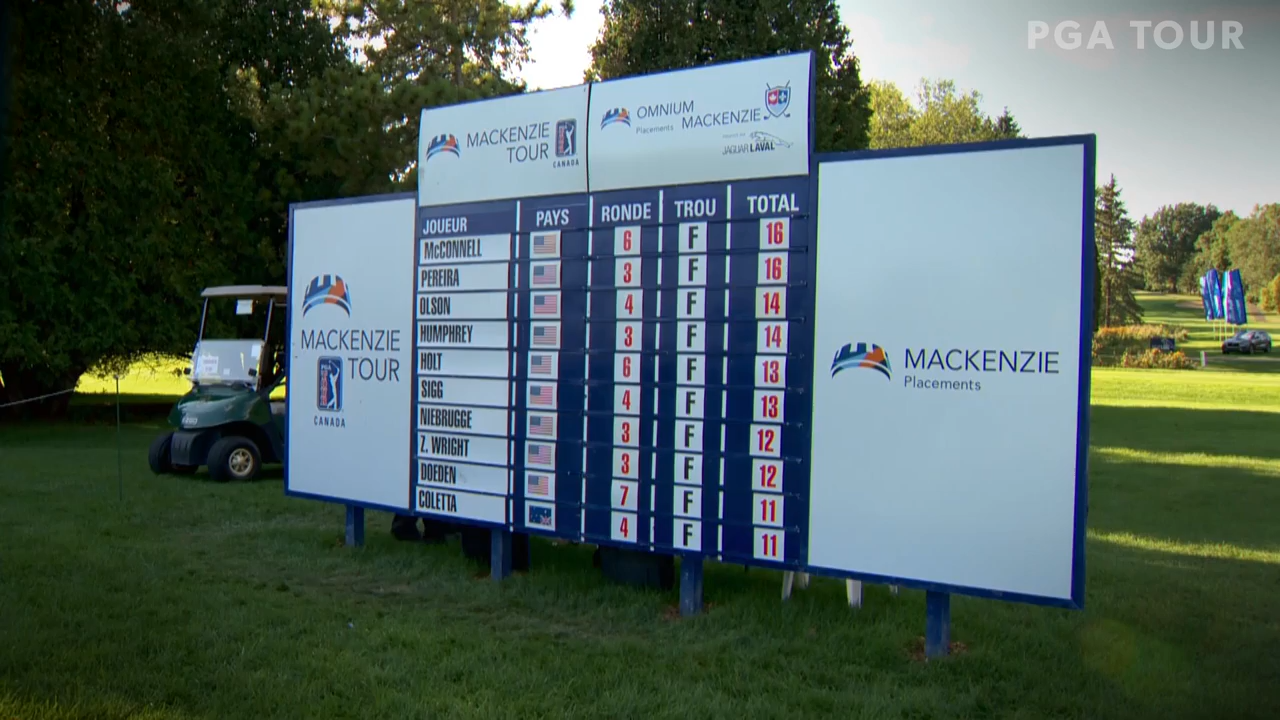 PGA TOUR
MACKENZIE
TOUR
CANADA
OMNIUM
Placements MACKENZIE
JAGUAR LAVAL
JOUEUR PAYS RONDE TROU TOTAL
McCONNELL 6 F 16
PEREIRA 3 F 16
OLSON 4 F 14
HUMPHREY 3 F 14
HOLT 6 F 13
SIGG 4 F 13
NIEBRUGGE 3 F 12
Z. WRIGHT 3 F 12
DOEDEN 7 F 11
COLETTA 4 F 11
MACKENZIE
TOUR
CANADA
MACKENZIE
Placements